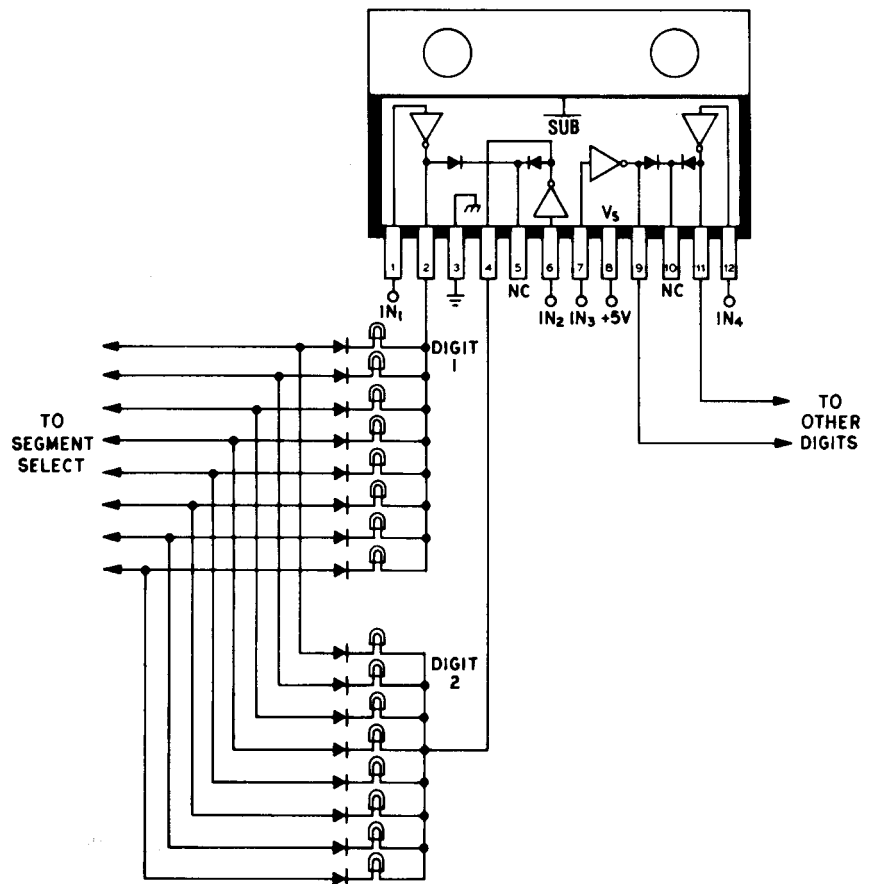 SUB
Vs
1 2 3 4 5 6 7 8 9 10 11 12
NC
NC
IN1
IN2 IN3 +5V
IN4
DIGIT
1
TO
SEGMENT
SELECT
TO
OTHER
DIGITS
DIGIT
2